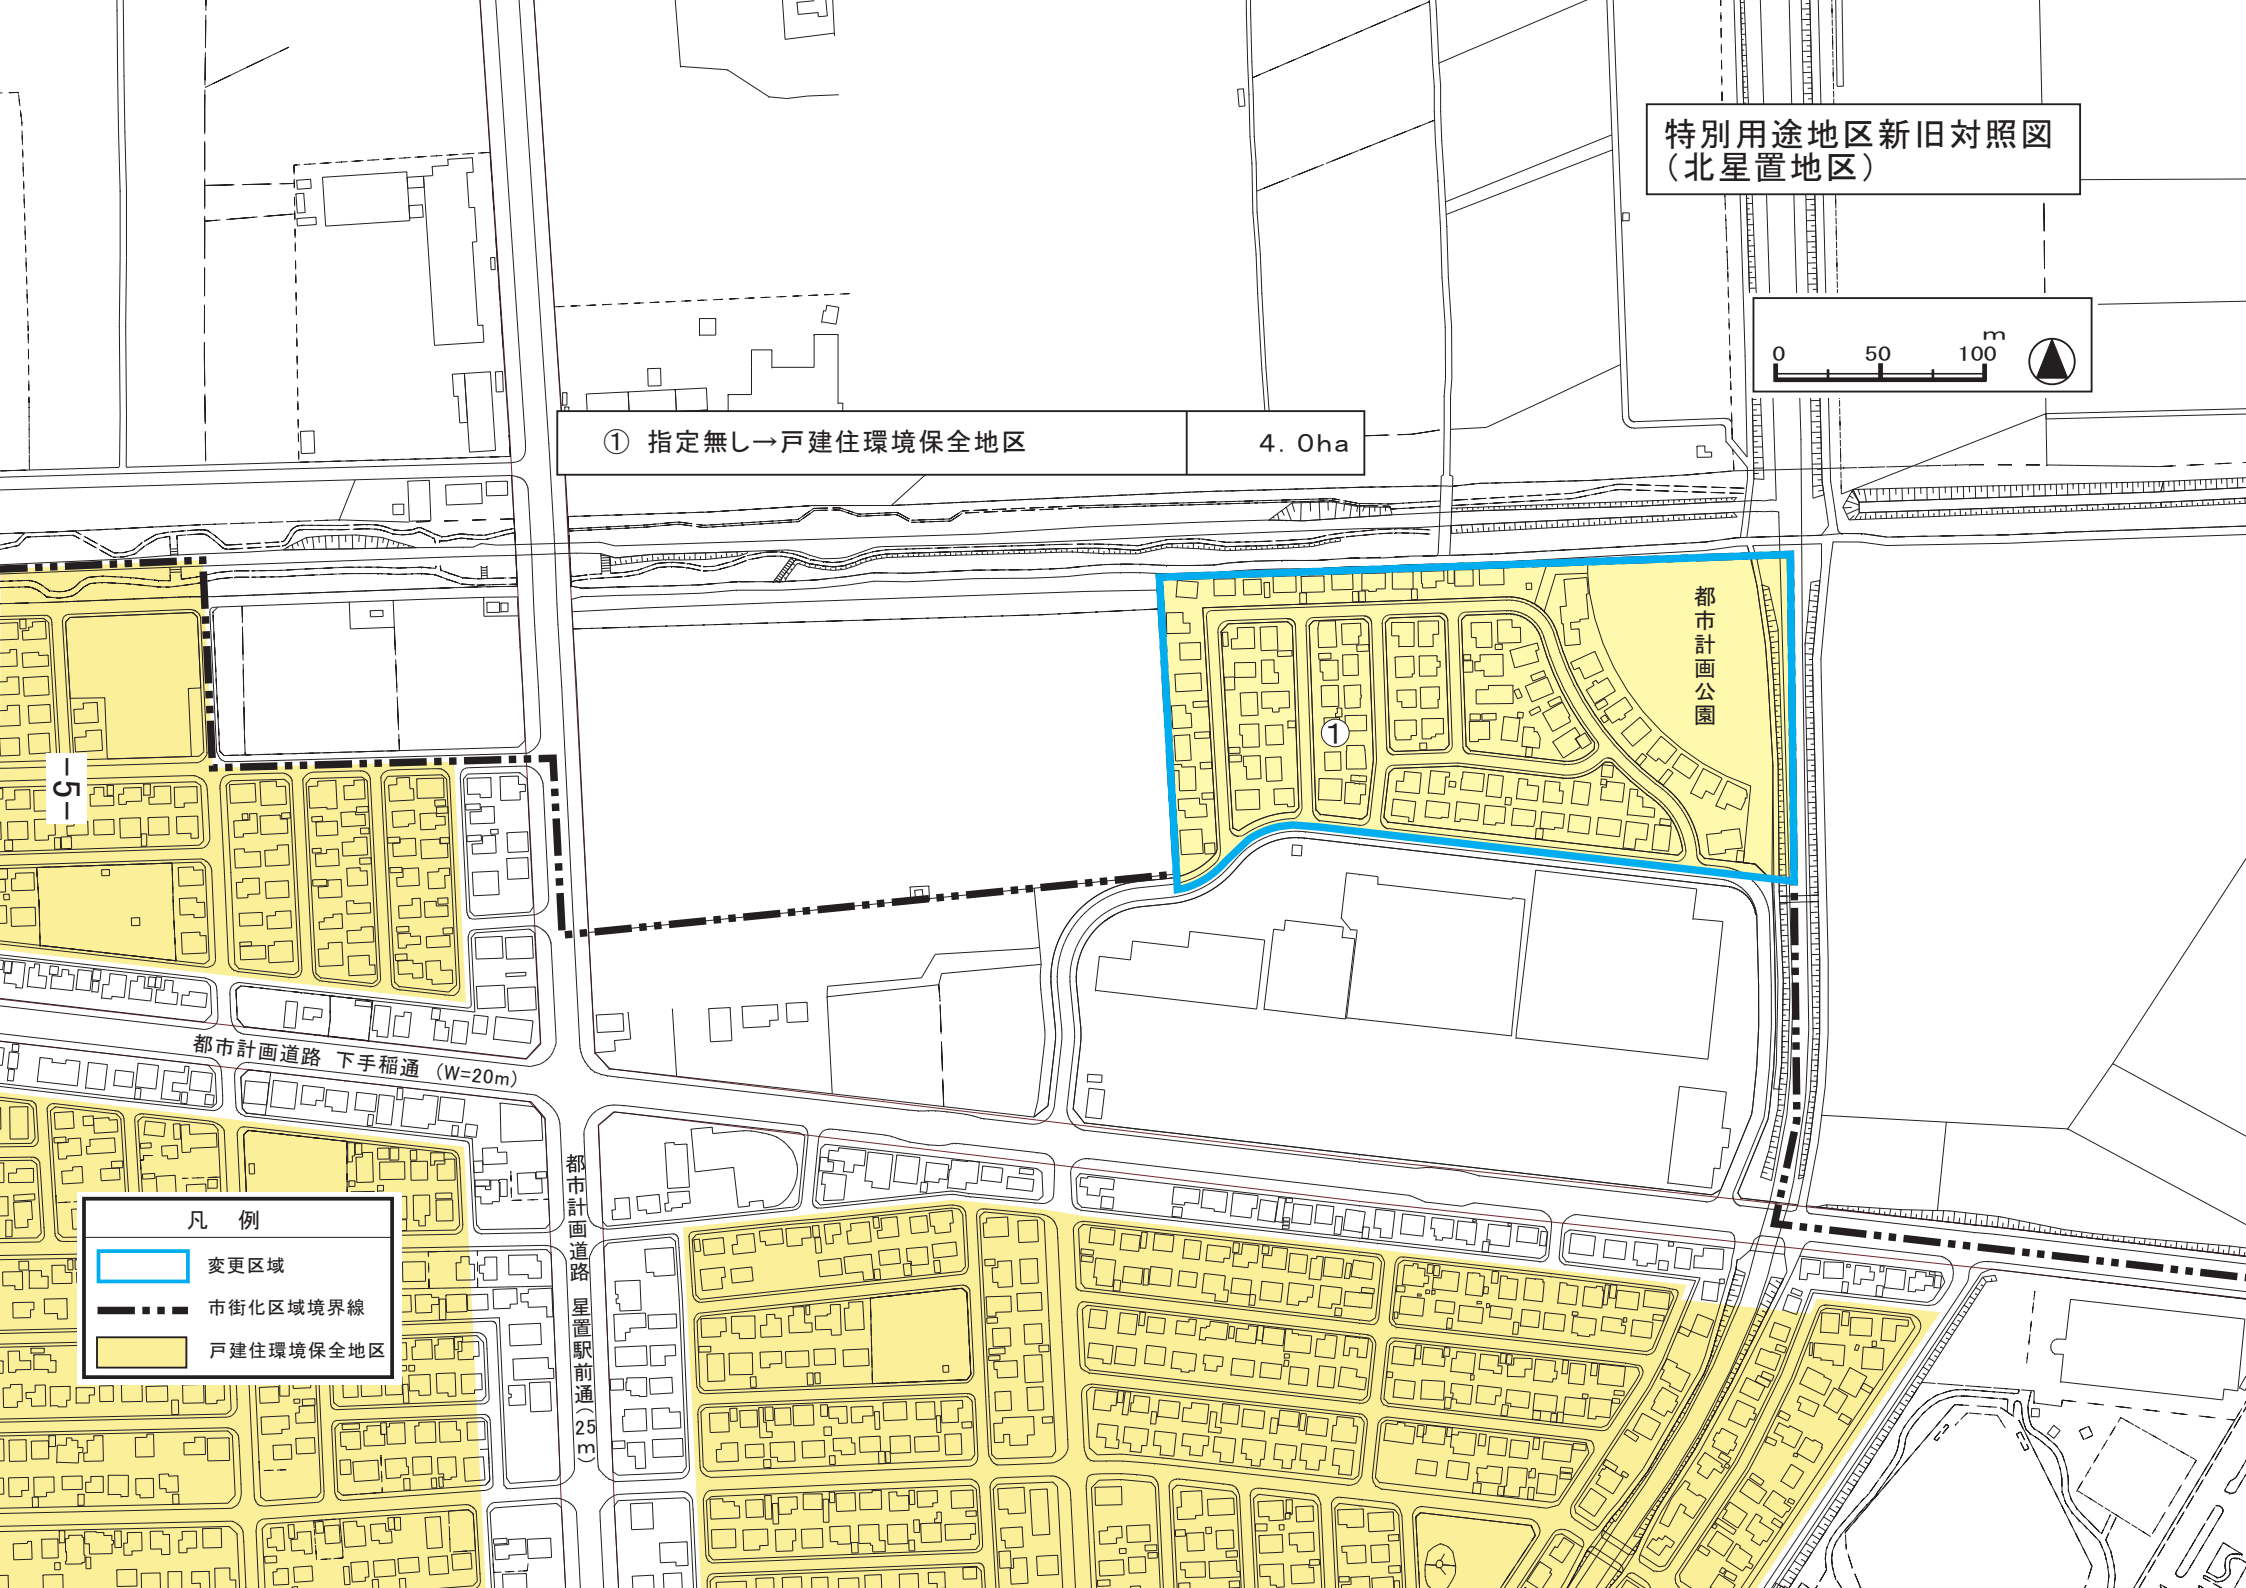 特別用途地区新旧対照図
（北星置地区）
m
0 50 100
① 指定無し→戸建住環境保全地区 4. 0ha
都市計画公園
①
－5－
都市計画道路 下手稲通 （W=20m）
都市計画道路 星置駅前通（25m）
凡 例
変更区域
市街化区域境界線
戸建住環境保全地区